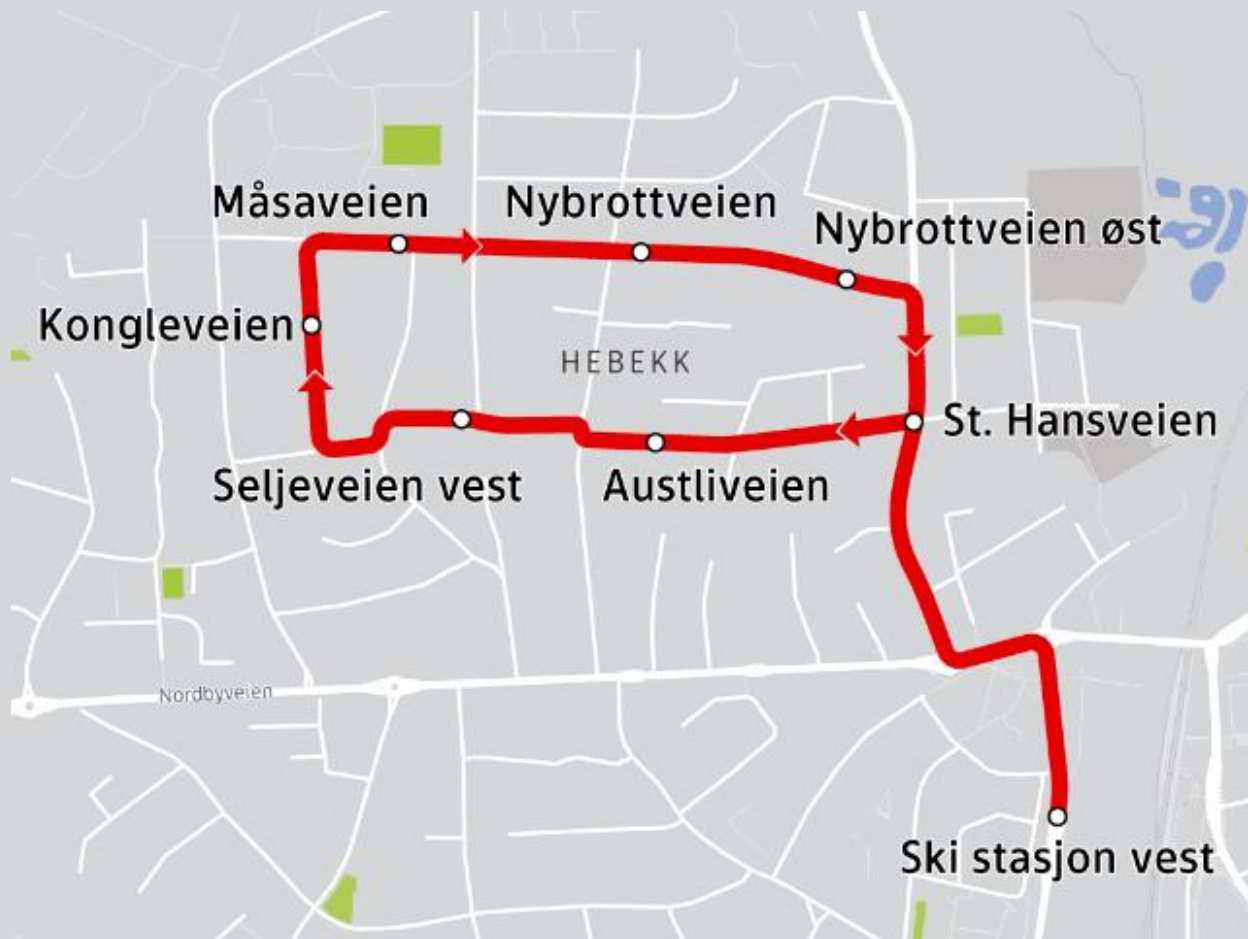 Måsaveien
Nybrottveien
Nybrottveien øst
Kongleveien
HEBEKK
St. Hansveien
Seljeveien vest
Austliveien
Nordbyveien
Ski stasjon vest